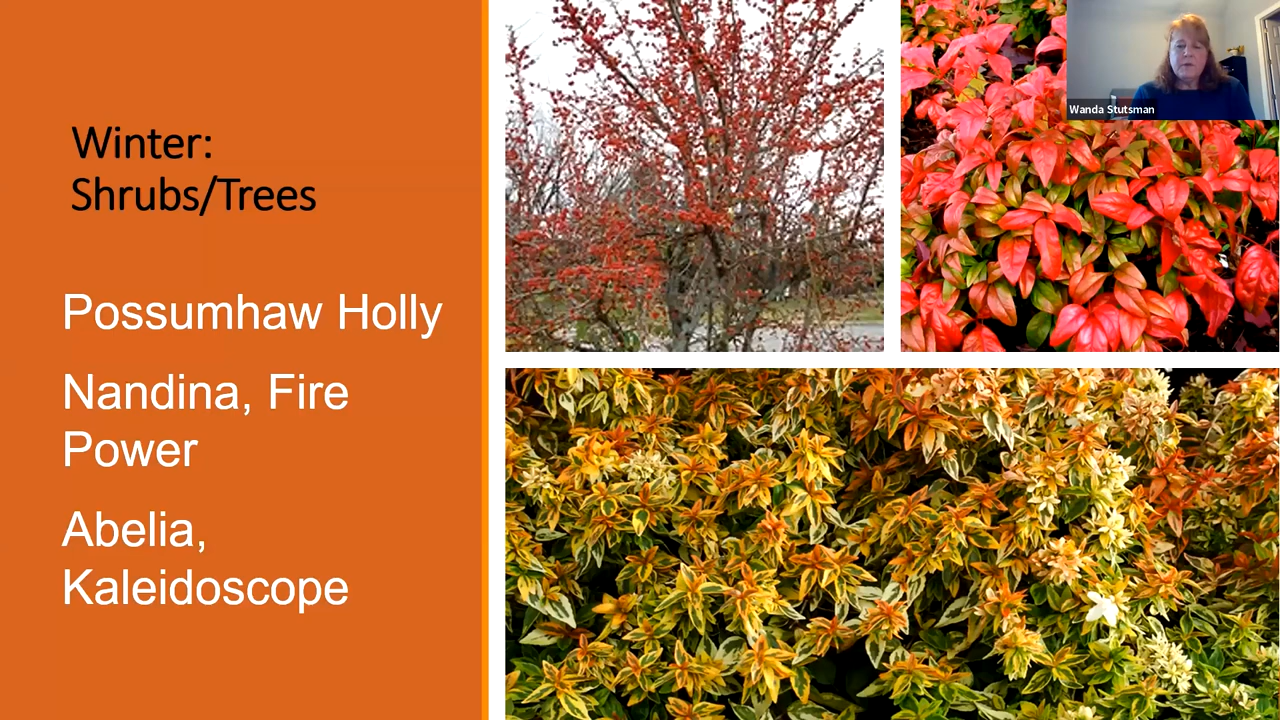 Winter:
Shrubs/Trees
Possumhaw Holly
Nandina, Fire
Power
Abelia,
Kaleidoscope
Wanda Stutsman